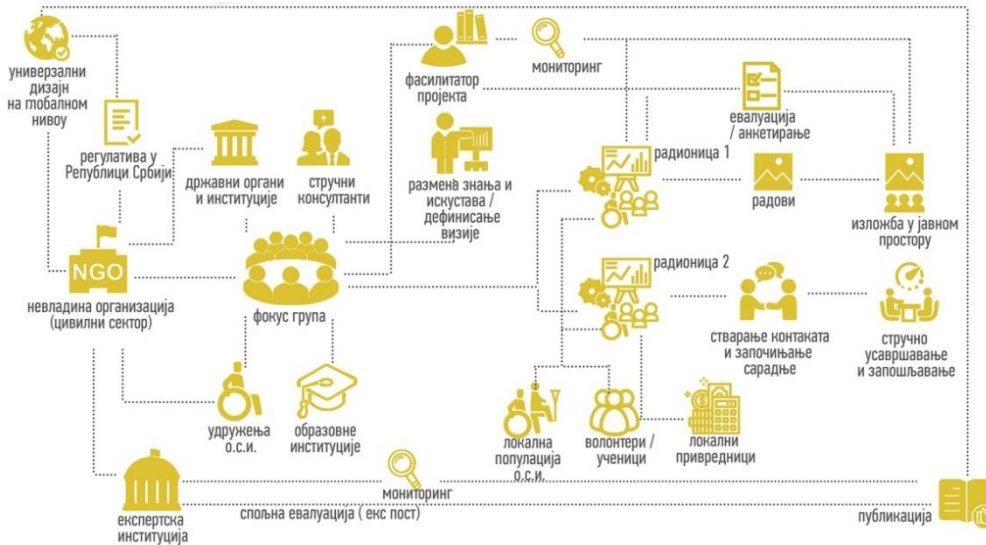 универзални
дизајн
на глобалном
нивоу
регулатива у
Републици Србији
државни органи
и институције
стручни
консултанти
фасилитатор
пројекта
мониторинг
размена знања и
искустава /
дефинисање
визије
евалуација
/ анкетирање
радионица 1
радови
изложба у јавном
простору
NGO
невладина организација
(цивилни сектор)
фокус група
радионица 2
стварање контаката
и започињање
сарадње
стручно
усавршавање
и запошљавање
удружења
о.с.и.
образовне
институције
локална
популација
о.с.и.
волонтери /
ученици
локални
привредници
експертска
институција
мониторинг
спољна евалуација ( екс пост)
публикација